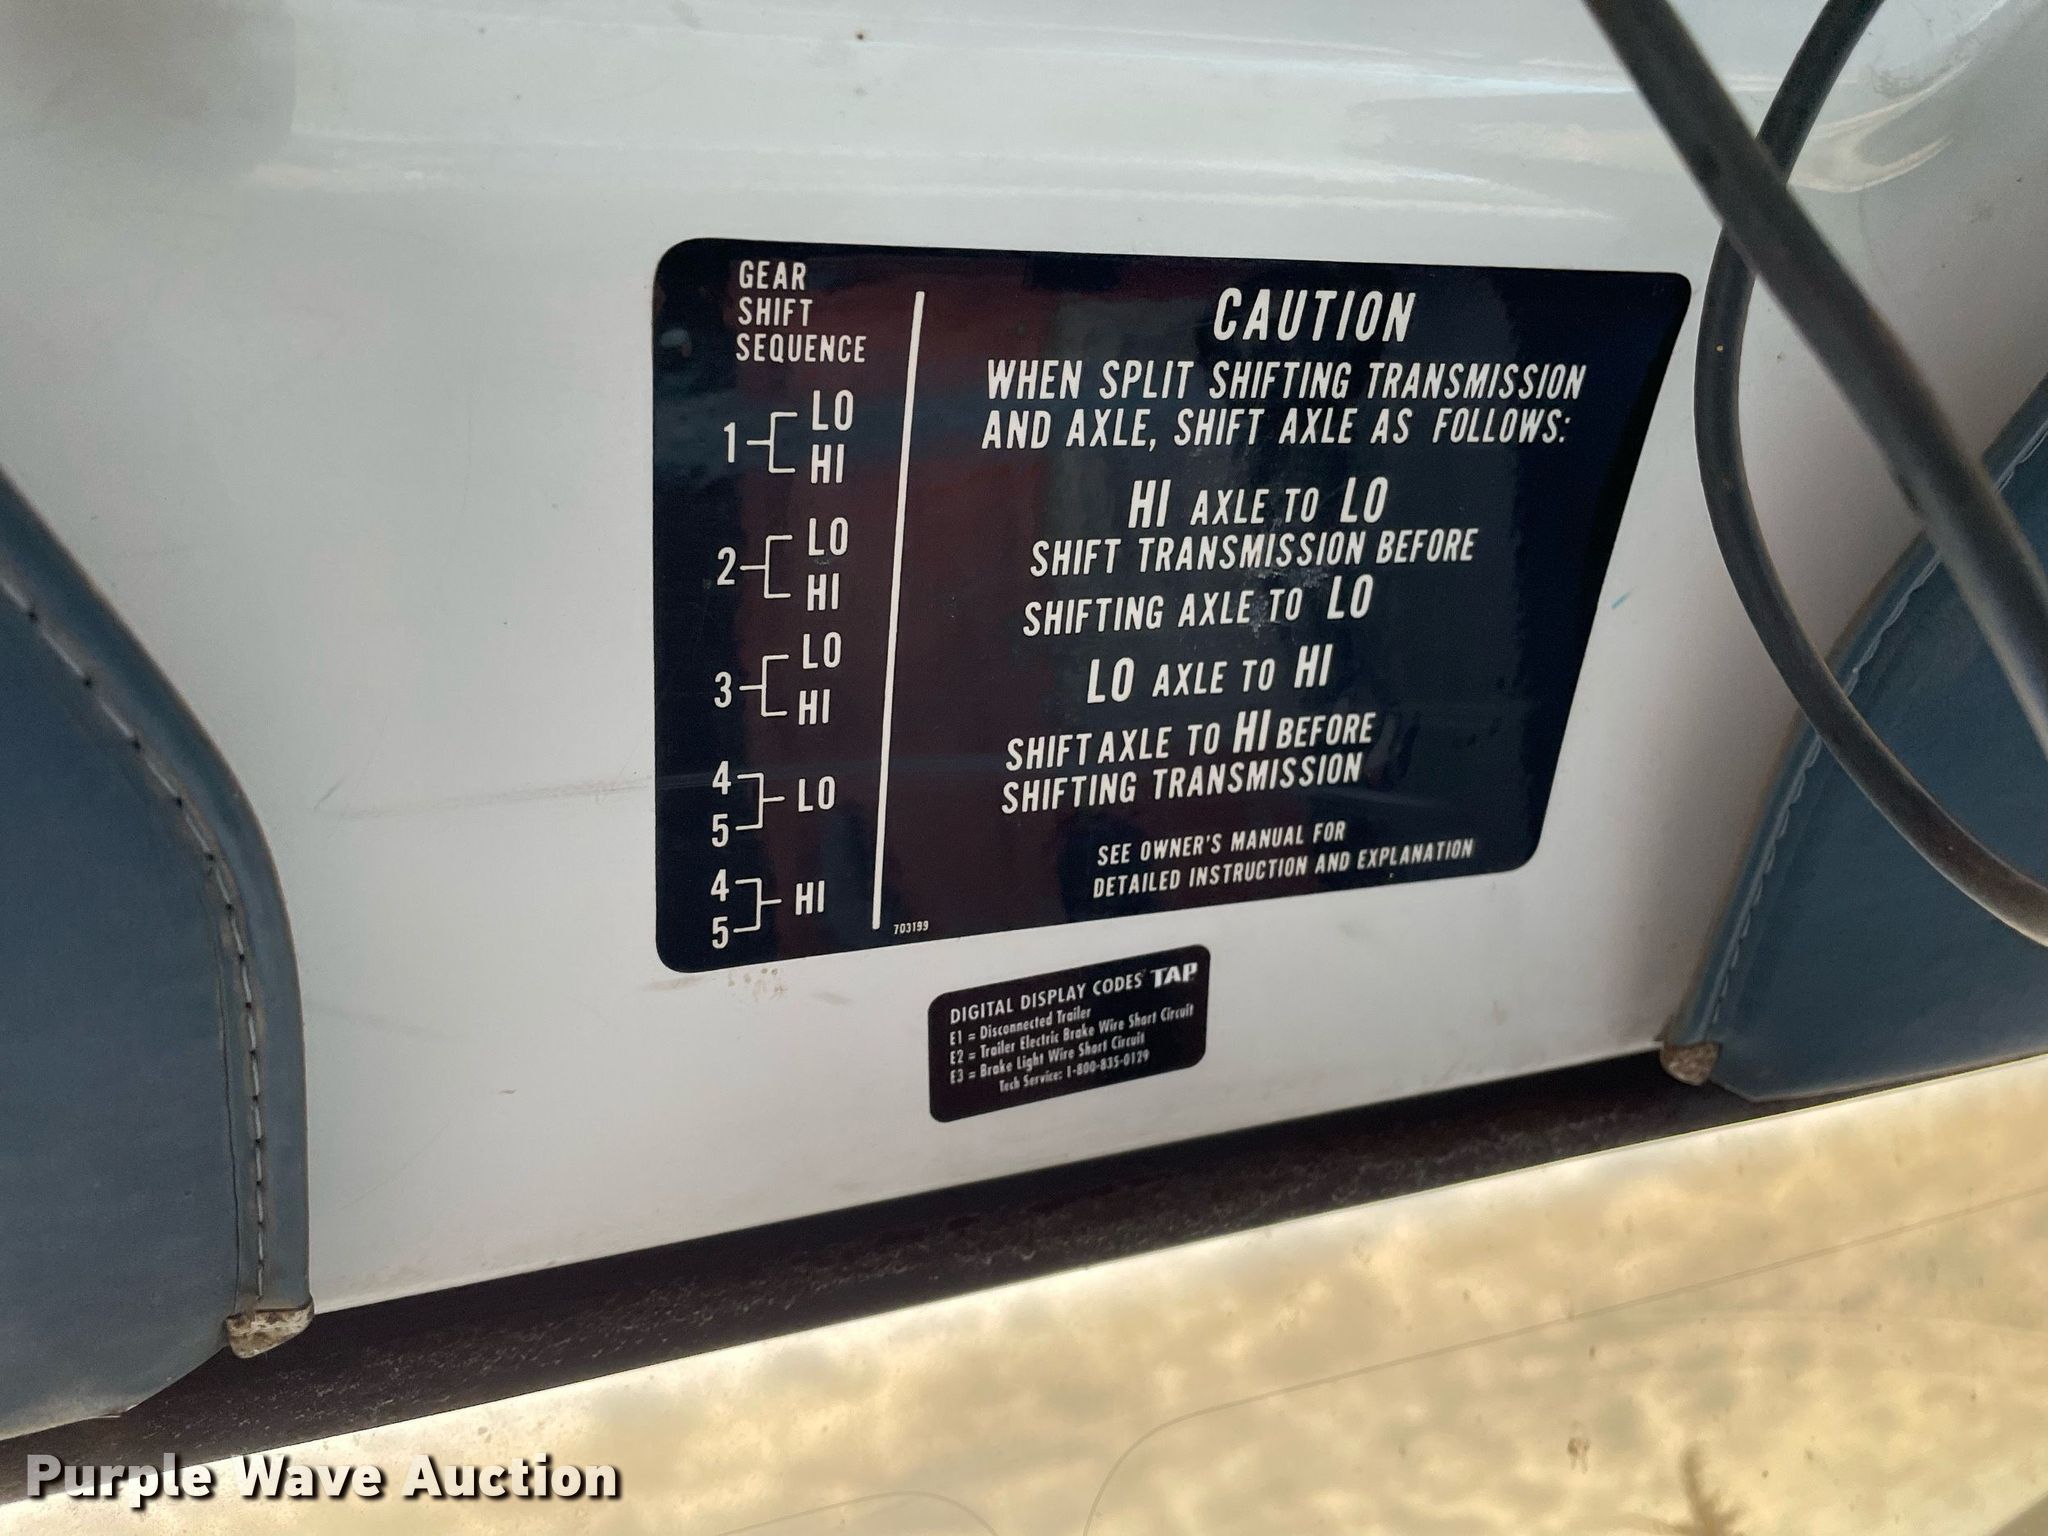 GEAR
SHIFT
SEQUENCE
1 LO
HI
2 LO
HI
3 LO
HI
4
5 LO
4
5 HI
CAUTION
WHEN SPLIT SHIFTING TRANSMISSION
AND AXLE, SHIFT AXLE AS FOLLOWS:
HI AXLE TO LO
SHIFT TRANSMISSION BEFORE
SHIFTING AXLE TO LO
LO AXLE TO HI
SHIFT AXLE TO HI BEFORE
SHIFTING TRANSMISSION
SEE OWNER'S MANUAL FOR
DETAILED INSTRUCTION AND EXPLANATION
703199
DIGITAL DISPLAY CODES TAP
E1 = Disconnected Trailer
E2 = Trailer Electric Brake Wire Short Circuit
E3 = Brake Light Wire Short Circuit
Tech Service: 1-800-835-0129
Purple Wave Auction